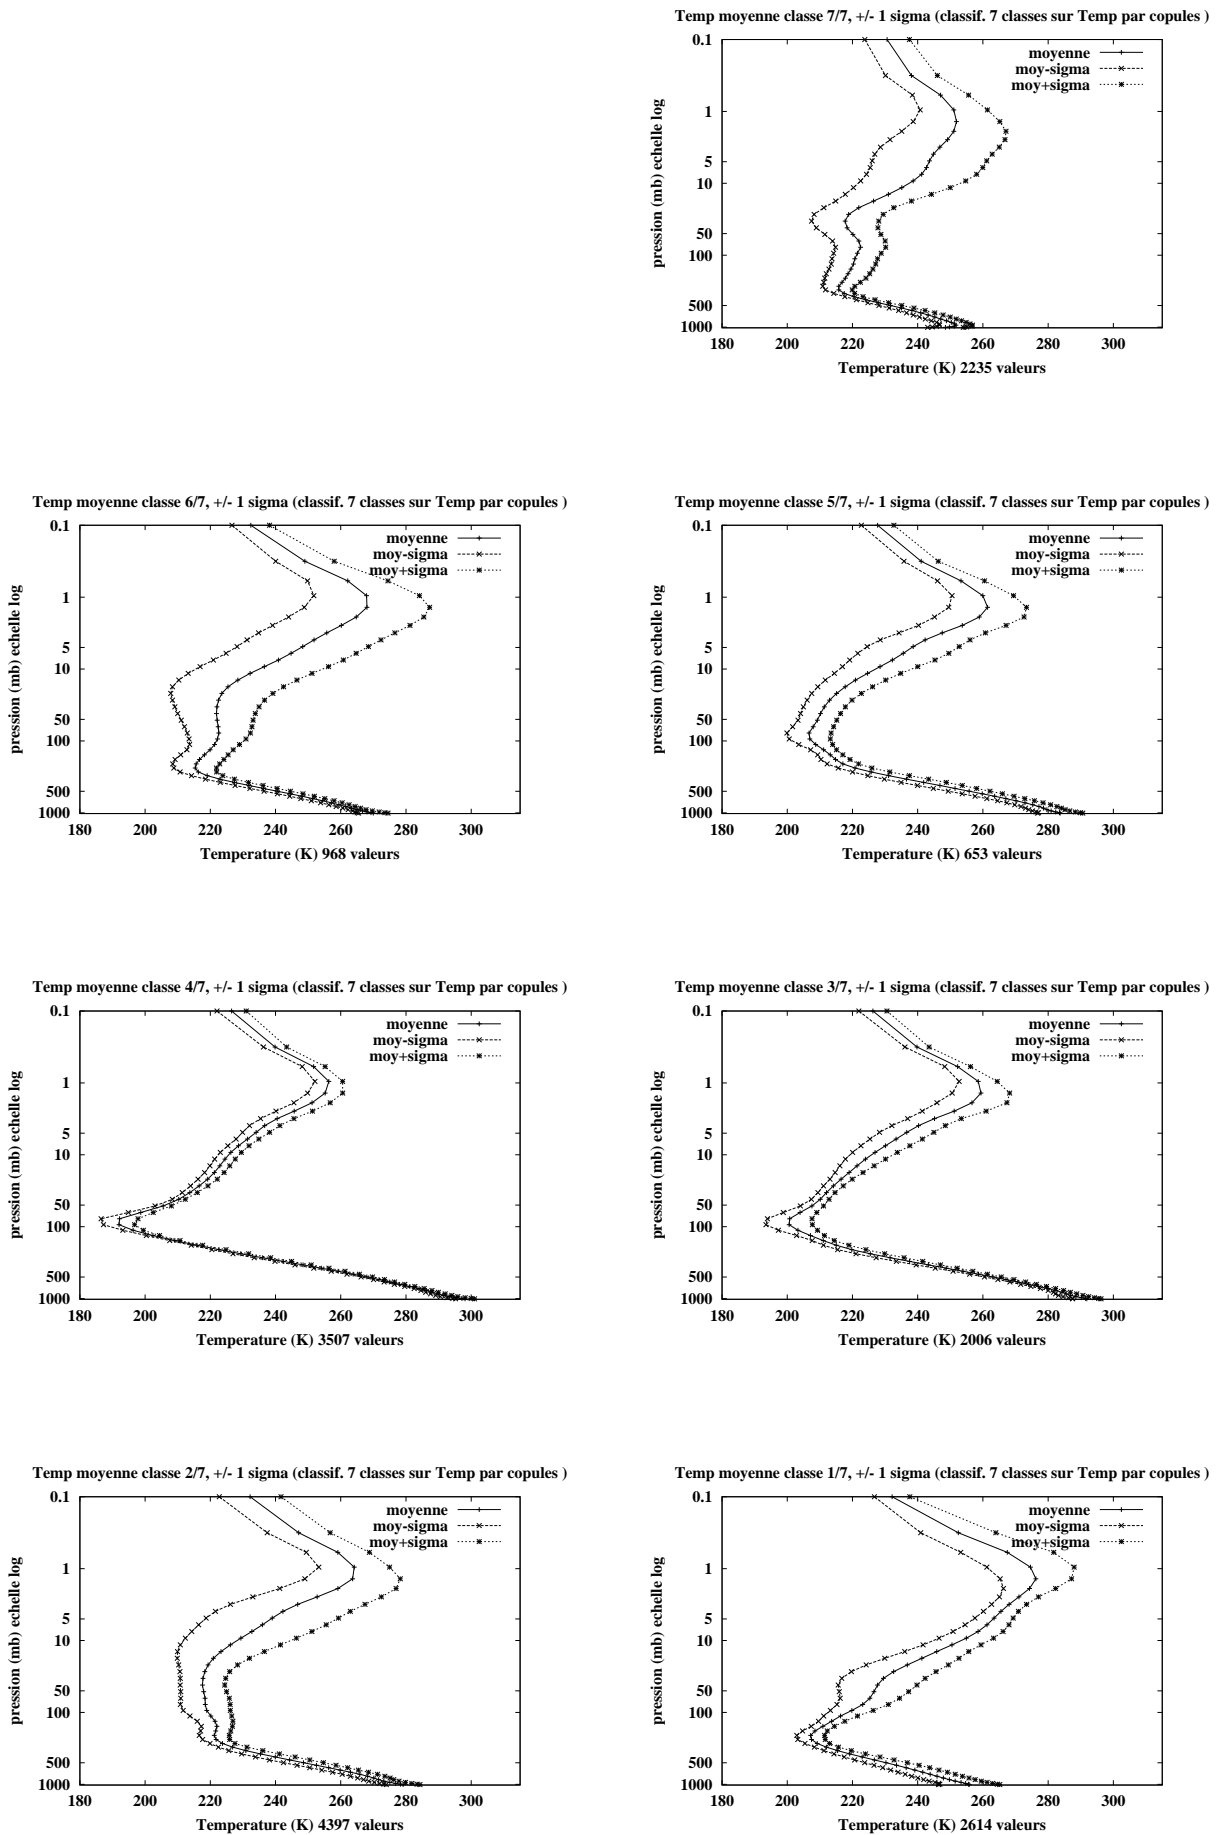 Temp moyenne classe 7/7, +/- 1 sigma (classif. 7 classes sur Temp par copules )
pression (mb) echelle log
0.1
1
5
10
50
100
500
1000
moyenne
moy-sigma
moy+sigma
180 200 220 240 260 280 300
Temperature (K) 2235 valeurs
Temp moyenne classe 6/7, +/- 1 sigma (classif. 7 classes sur Temp par copules )
pression (mb) echelle log
0.1
1
5
10
50
100
500
1000
moyenne
moy-sigma
moy+sigma
180 200 220 240 260 280 300
Temperature (K) 968 valeurs
Temp moyenne classe 5/7, +/- 1 sigma (classif. 7 classes sur Temp par copules )
pression (mb) echelle log
0.1
1
5
10
50
100
500
1000
moyenne
moy-sigma
moy+sigma
180 200 220 240 260 280 300
Temperature (K) 653 valeurs
Temp moyenne classe 4/7, +/- 1 sigma (classif. 7 classes sur Temp par copules )
pression (mb) echelle log
0.1
1
5
10
50
100
500
1000
moyenne
moy-sigma
moy+sigma
180 200 220 240 260 280 300
Temperature (K) 3507 valeurs
Temp moyenne classe 3/7, +/- 1 sigma (classif. 7 classes sur Temp par copules )
pression (mb) echelle log
0.1
1
5
10
50
100
500
1000
moyenne
moy-sigma
moy+sigma
180 200 220 240 260 280 300
Temperature (K) 2006 valeurs
Temp moyenne classe 2/7, +/- 1 sigma (classif. 7 classes sur Temp par copules )
pression (mb) echelle log
0.1
1
5
10
50
100
500
1000
moyenne
moy-sigma
moy+sigma
180 200 220 240 260 280 300
Temperature (K) 4397 valeurs
Temp moyenne classe 1/7, +/- 1 sigma (classif. 7 classes sur Temp par copules )
pression (mb) echelle log
0.1
1
5
10
50
100
500
1000
moyenne
moy-sigma
moy+sigma
180 200 220 240 260 280 300
Temperature (K) 2614 valeurs